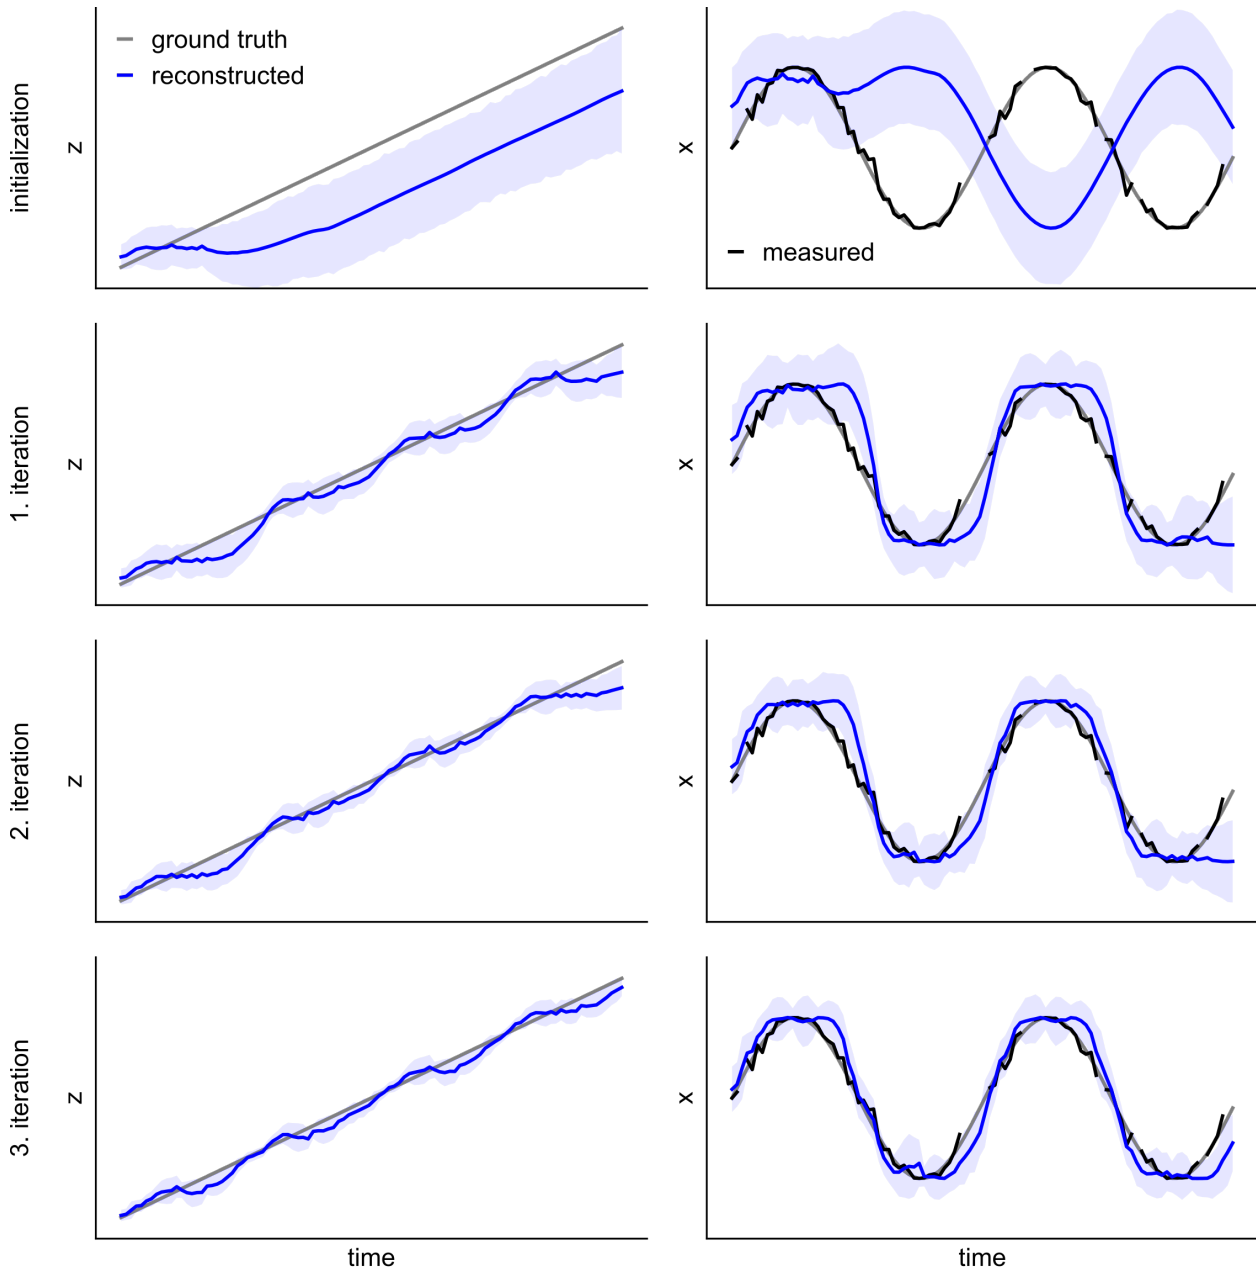 initialization
z
ground truth
reconstructed
x
measured
1. iteration
z
x
2. iteration
z
x
3. iteration
z
x
time
time